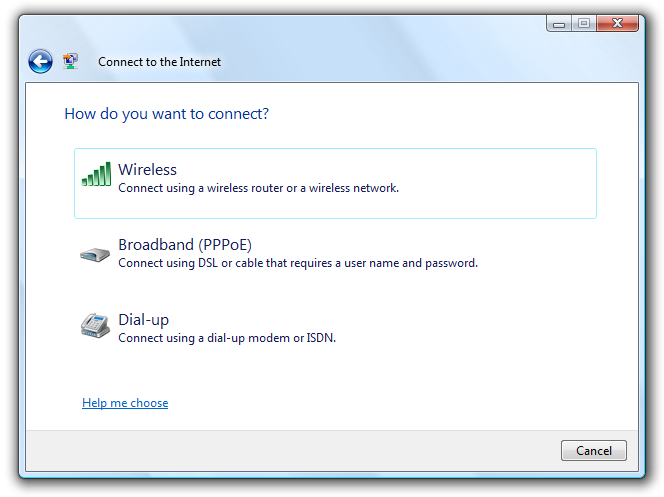 Connect to the Internet
How do you want to connect?
Wireless
Connect using a wireless router or a wireless network.
Broadband (PPPoE)
Connect using DSL or cable that requires a user name and password.
Dial-up
Connect using a dial-up modem or ISDN.
Help me choose
Cancel